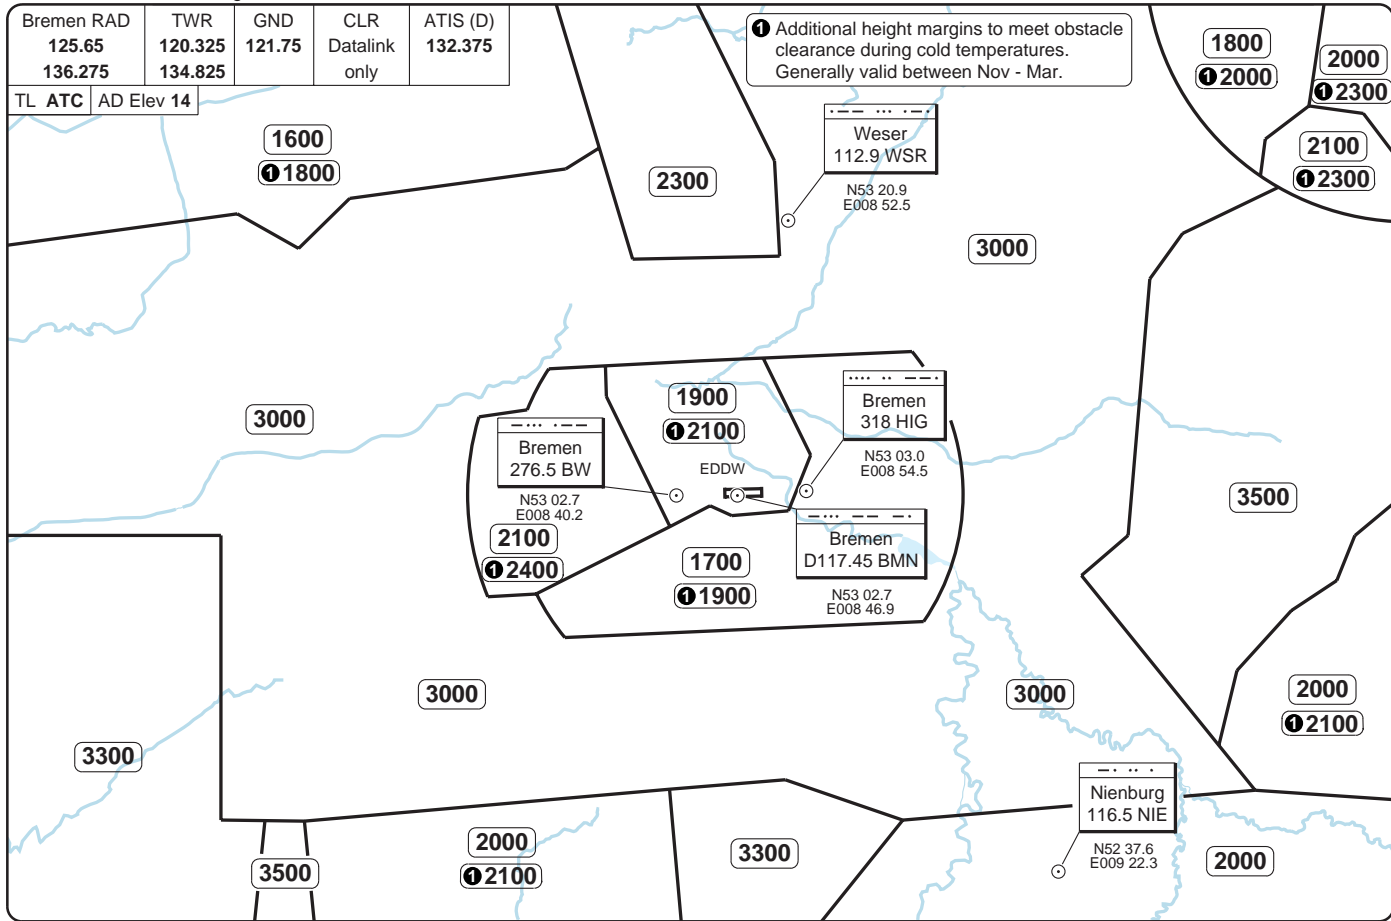 Bremen RAD
125.65
136.275
TWR
120.325
134.825
GND
121.75
CLR
Datalink
only
ATIS (D)
132.375
TL ATC
AD Elev 14
❶ Additional height margins to meet obstacle
clearance during cold temperatures.
Generally valid between Nov - Mar.
1800
❶2000
2000
❶2300
2100
❶2300
1600
❶1800
2300
Weser
112.9 WSR
N53 20.9
E008 52.5
3000
3000
1900
❶2100
Bremen
318 HIG
N53 03.0
E008 54.5
Bremen
276.5 BW
N53 02.7
E008 40.2
EDDW
3500
2100
❶2400
1700
❶1900
Bremen
D117.45 BMN
N53 02.7
E008 46.9
3000
3000
2000
❶2100
3300
Nienburg
116.5 NIE
N52 37.6
E009 22.3
2000
❶2100
3300
3500
2000